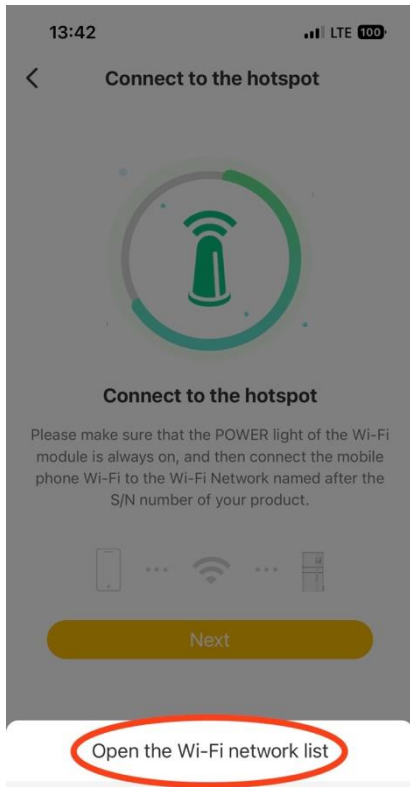 13:42
LTE 100
Connect to the hotspot
Connect to the hotspot
Please make sure that the POWER light of the Wi-Fi
module is always on, and then connect the mobile
phone Wi-Fi to the Wi-Fi Network named after the
S/N number of your product.
Next
Open the Wi-Fi network list